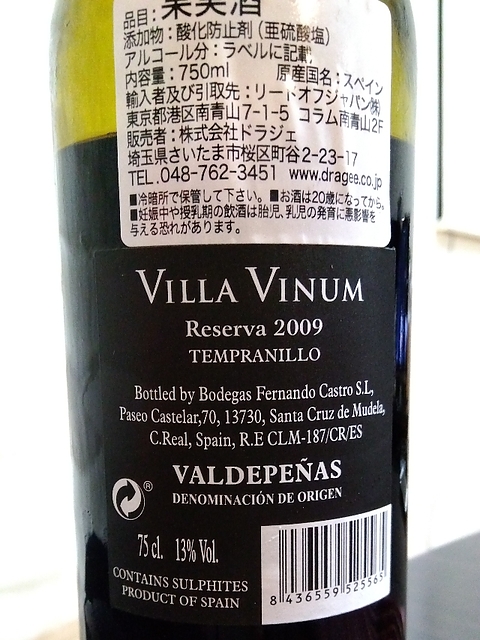 品目：果実酒
添加物：酸化防止剤（亜硫酸塩）
アルコール分：ラベルに記載
内容量：750ml 原産国名：スペイン
輸入者及び引取先：リードオフジャパン㈱
東京都港区南青山7-1-5 コラム南青山2F
販売者：株式会社ドラジェ
埼玉県さいたま市桜区町谷2-23-17
TEL.048-762-3451 www.dragee.co.jp
■冷暗所で保管して下さい。■お酒は20歳になってから。
■妊娠中や授乳期の飲酒は胎児、乳児の発育に悪影響を
与える恐れがあります。
VILLA VINUM
Reserva 2009
TEMPRANILLO
Bottled by Bodegas Fernando Castro S.L,
Paseo Castelar,70, 13730, Santa Cruz de Mudela,
C.Real, Spain, R.E CLM-187/CR/ES
VALDEPEÑAS
DENOMINACIÓN DE ORIGEN
®
75 cl. 13% Vol.
CONTAINS SULPHITES
PRODUCT OF SPAIN
8 436559 525565